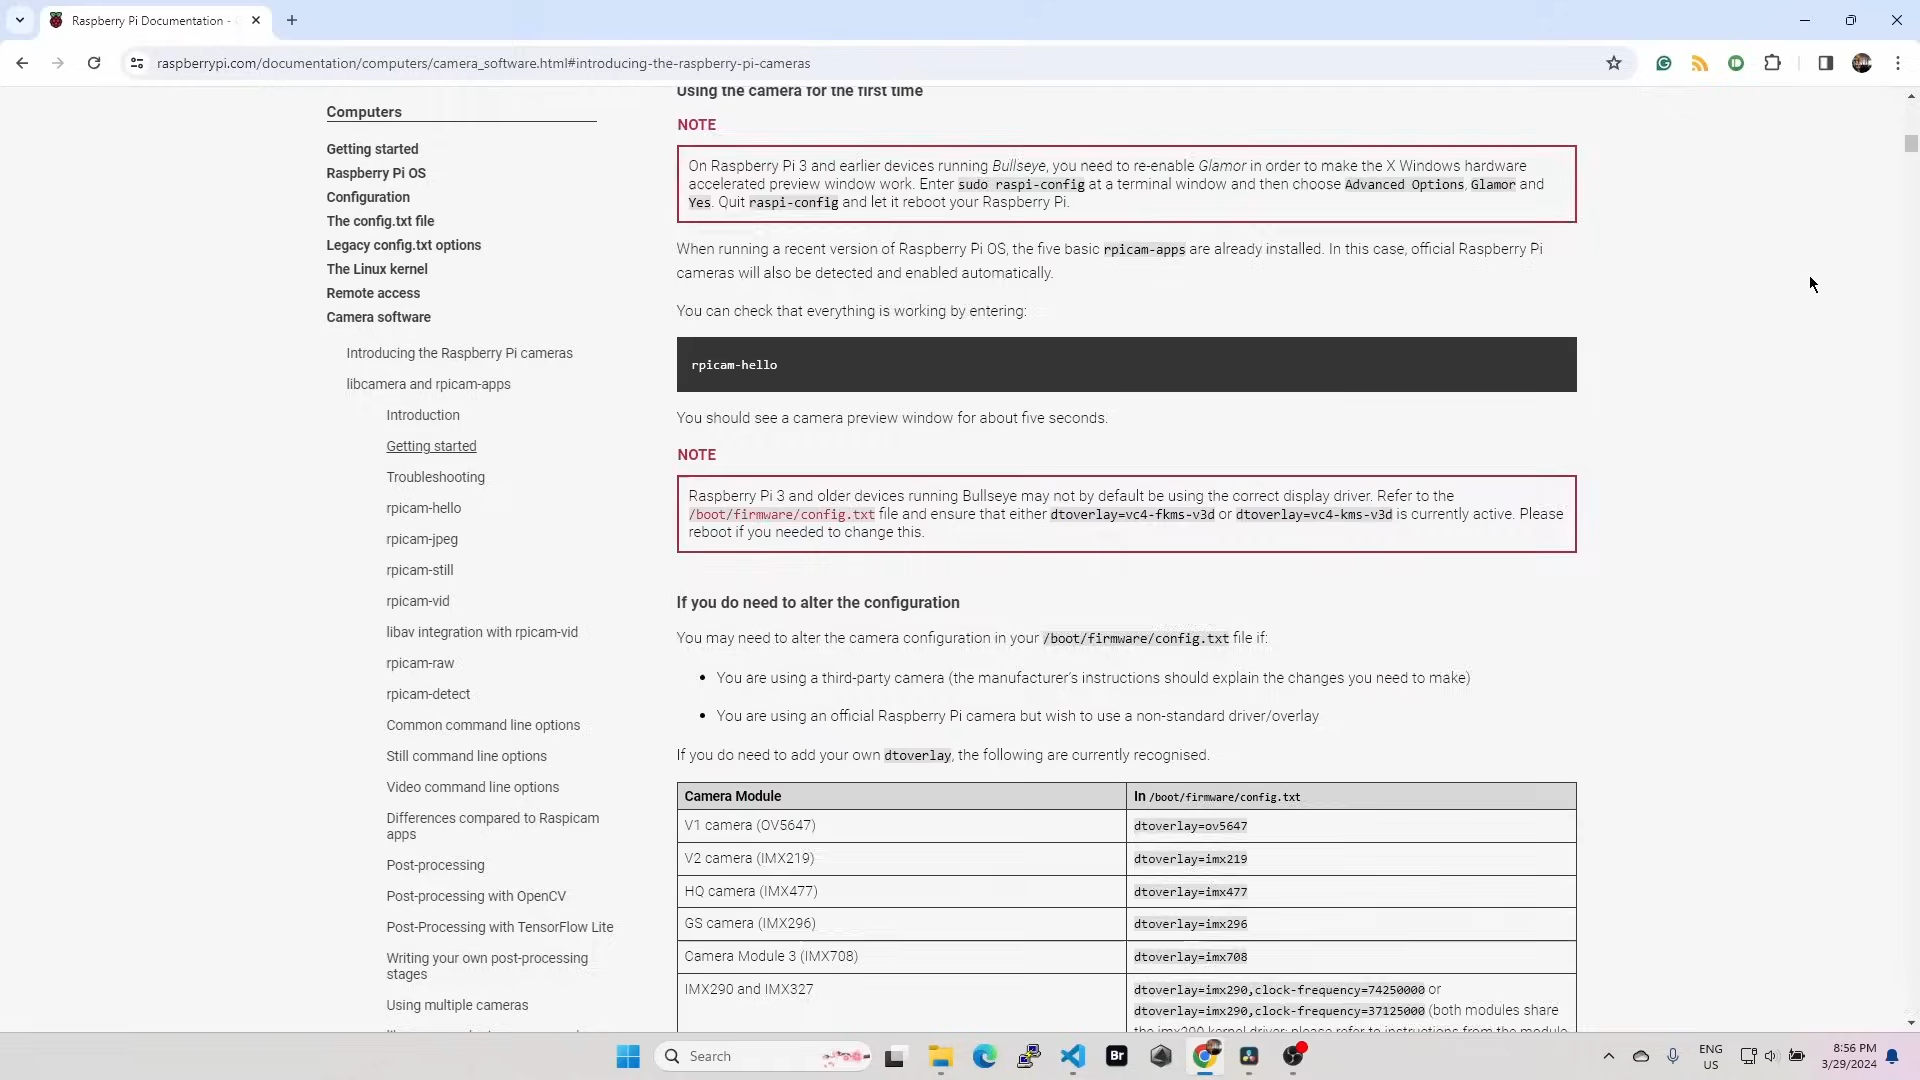 Raspberry Pi Documentation -
raspberrypi.com/documentation/computers/camera_software.html#introducing-the-raspberry-pi-cameras
Computers
Getting started
Raspberry Pi OS
Configuration
The config.txt file
Legacy config.txt options
The Linux kernel
Remote access
Camera software
Introducing the Raspberry Pi cameras
libcamera and rpicam-apps
Introduction
Getting started
Troubleshooting
rpicam-hello
rpicam-jpeg
rpicam-still
rpicam-vid
libav integration with rpicam-vid
rpicam-raw
rpicam-detect
Common command line options
Still command line options
Video command line options
Differences compared to Raspicam
apps
Post-processing
Post-processing with OpenCV
Post-Processing with TensorFlow Lite
Writing your own post-processing
stages
Using multiple cameras
Using the camera for the first time
NOTE
On Raspberry Pi 3 and earlier devices running Bullseye, you need to re-enable Glamor in order to make the X Windows hardware
accelerated preview window work. Enter sudo raspi-config at a terminal window and then choose Advanced Options, Glamor and
Yes. Quit raspi-config and let it reboot your Raspberry Pi.
When running a recent version of Raspberry Pi OS, the five basic rpicam-apps are already installed. In this case, official Raspberry Pi
cameras will also be detected and enabled automatically.
You can check that everything is working by entering:
rpicam-hello
You should see a camera preview window for about five seconds.
NOTE
Raspberry Pi 3 and older devices running Bullseye may not by default be using the correct display driver. Refer to the
/boot/firmware/config.txt file and ensure that either dtoverlay=vc4-fkms-v3d or dtoverlay=vc4-kms-v3d is currently active. Please
reboot if you needed to change this.
If you do need to alter the configuration
You may need to alter the camera configuration in your /boot/firmware/config.txt file if:
• You are using a third-party camera (the manufacturer's instructions should explain the changes you need to make)
• You are using an official Raspberry Pi camera but wish to use a non-standard driver/overlay
If you do need to add your own dtoverlay, the following are currently recognised.
Camera Module In /boot/firmware/config.txt
V1 camera (OV5647) dtoverlay=ov5647
V2 camera (IMX219) dtoverlay=imx219
HQ camera (IMX477) dtoverlay=imx477
GS camera (IMX296) dtoverlay=imx296
Camera Module 3 (IMX708) dtoverlay=imx708
IMX290 and IMX327 dtoverlay=imx290,clock-frequency=74250000 or
dtoverlay=imx290,clock-frequency=37125000 (both modules share
the imx290 kernel driver; please refer to instructions from the module
Search
Br
ENG
US
8:56 PM
3/29/2024